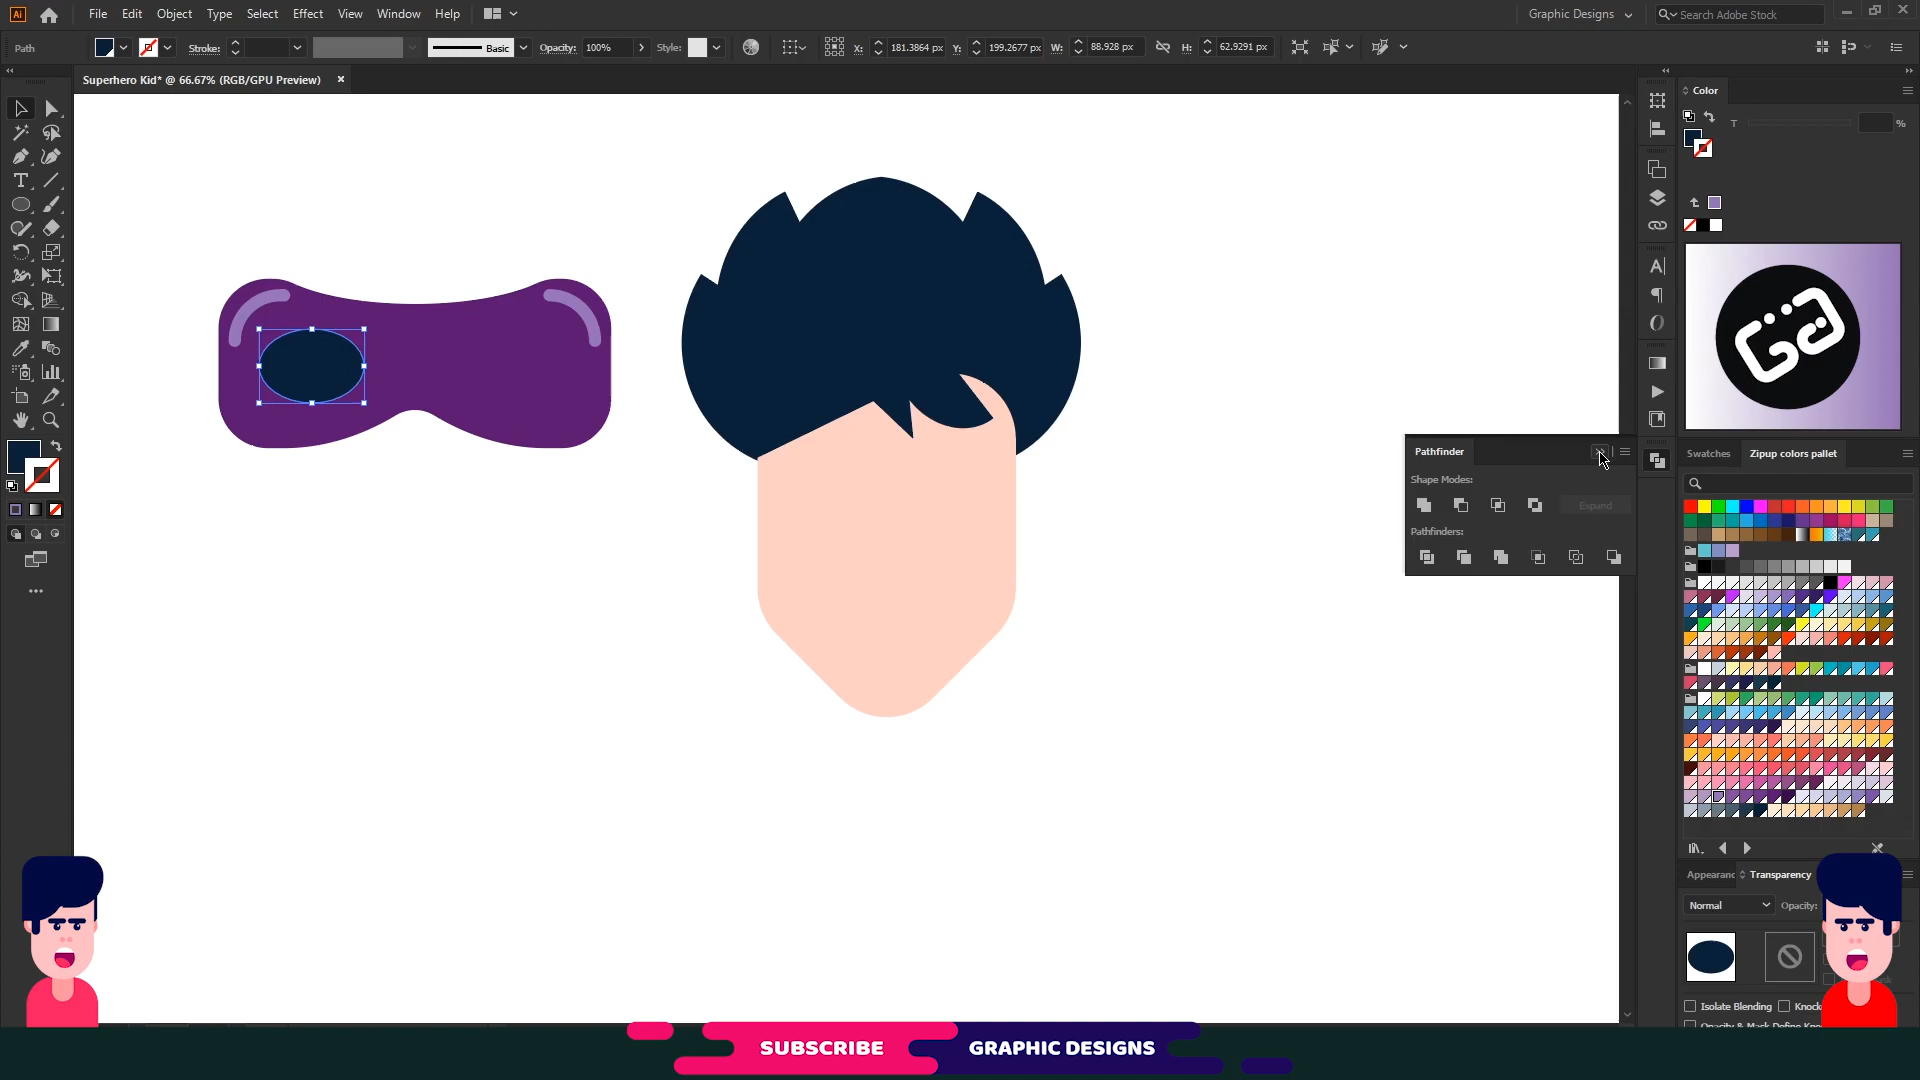 Ai File Edit Object Type Select Effect View Window Help Graphic Designs Search Adobe Stock
Path Stroke: Basic Opacity: 100% Style: X: 181.3864 px Y: 199.2677 px W: 88.928 px H: 62.9291 px
Superhero Kid* @ 66.67% (RGB/GPU Preview)
Color
T %
Pathfinder
Shape Modes:
Expand
Pathfinders:
Swatches Zipup colors pallet
Appearanc Transparency
Normal Opacity:
Isolate Blending Knock
SUBSCRIBE GRAPHIC DESIGNS